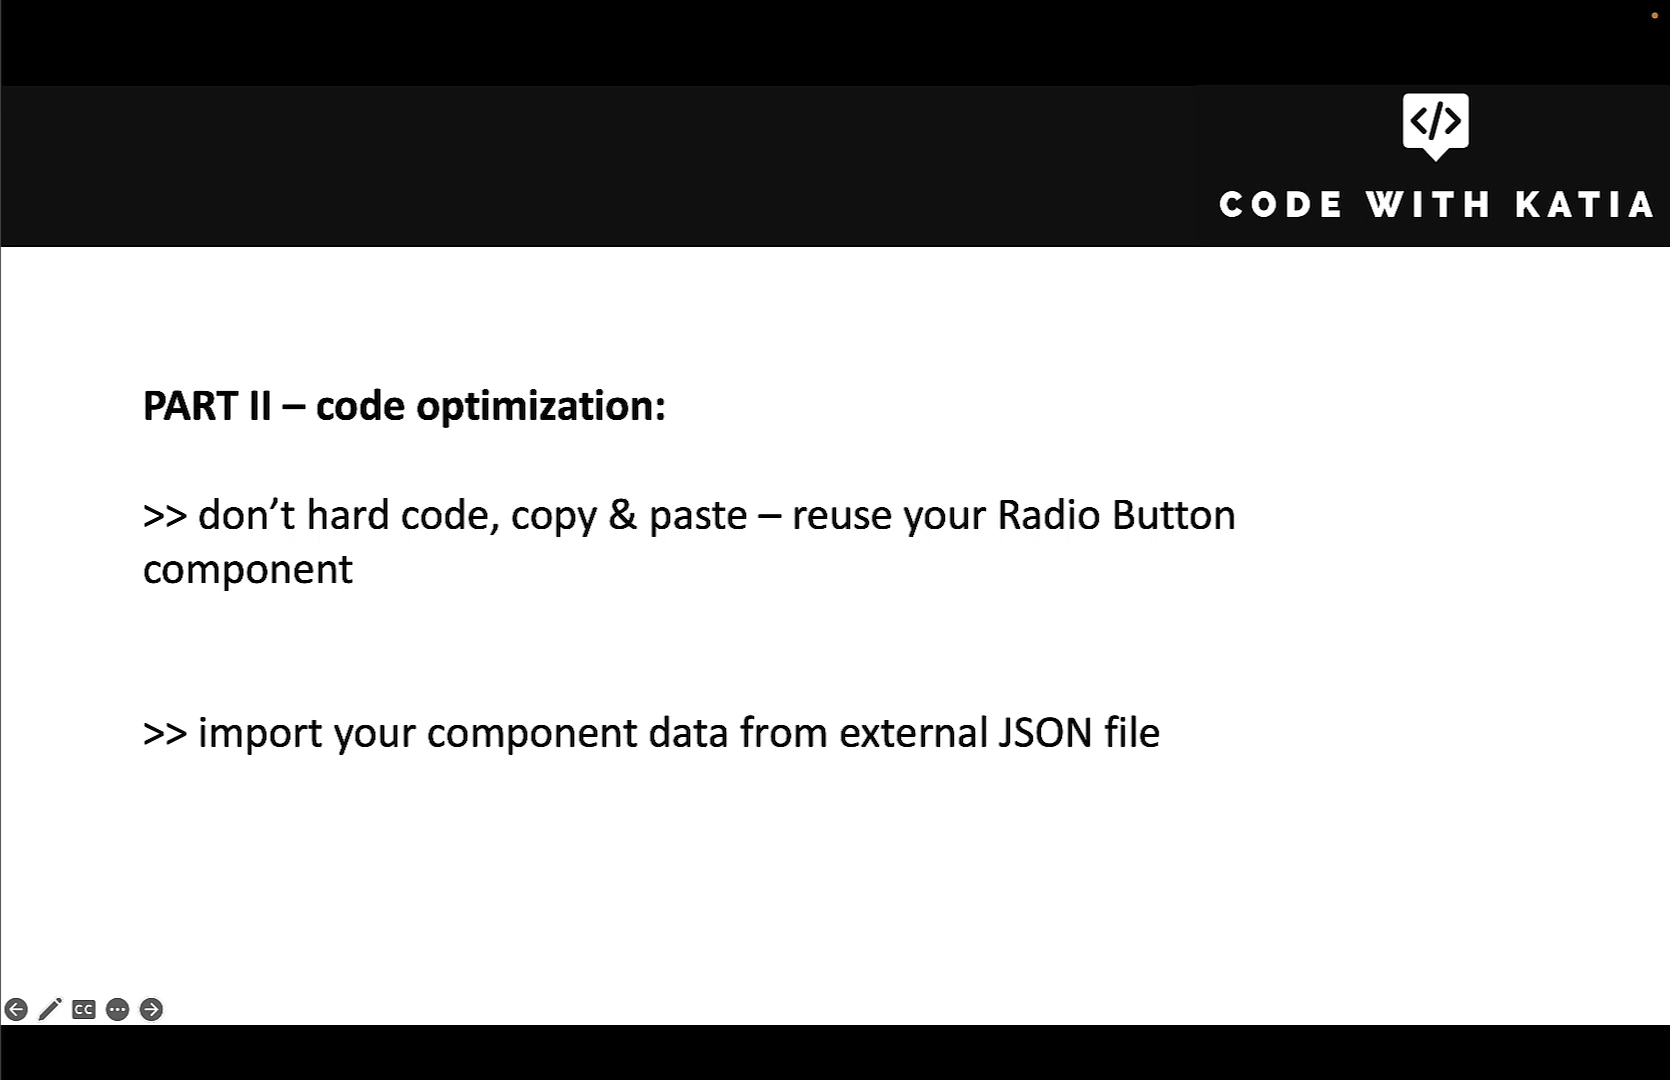 </>
CODE WITH KATIA
PART II – code optimization:
>> don’t hard code, copy & paste – reuse your Radio Button
component
>> import your component data from external JSON file
CC